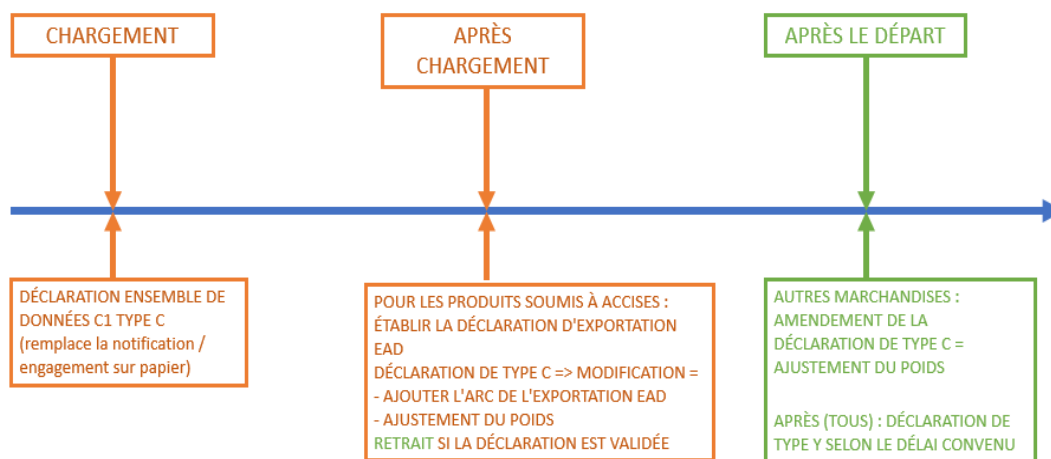 CHARGEMENT
APRÈS
CHARGEMENT
APRÈS LE DÉPART
DÉCLARATION ENSEMBLE DE
DONNÉES C1 TYPE C
(remplace la notification /
engagement sur papier)
POUR LES PRODUITS SOUMIS À ACCISES :
ÉTABLIR LA DÉCLARATION D'EXPORTATION
EAD
DÉCLARATION DE TYPE C => MODIFICATION =
- AJOUTER L'ARC DE L'EXPORTATION EAD
- AJUSTEMENT DU POIDS
RETRAIT SI LA DÉCLARATION EST VALIDÉE
AUTRES MARCHANDISES :
AMENDEMENT DE LA
DÉCLARATION DE TYPE C =
AJUSTEMENT DU POIDS
APRÈS (TOUS) : DÉCLARATION DE
TYPE Y SELON LE DÉLAI CONVENU